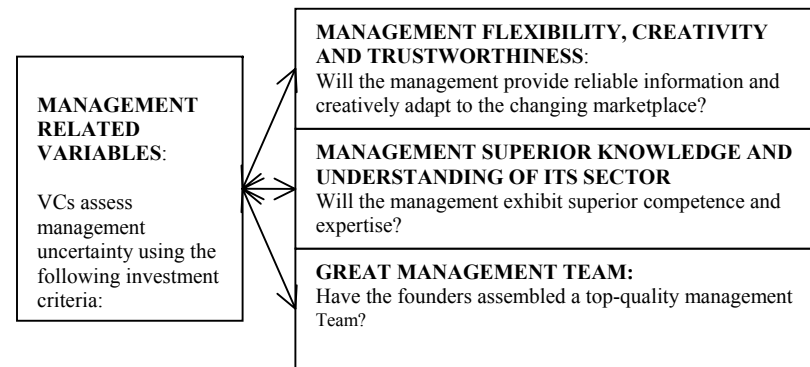 MANAGEMENT
RELATED
VARIABLES:
VCs assess
management
uncertainty using the
following investment
criteria:
MANAGEMENT FLEXIBILITY, CREATIVITY
AND TRUSTWORTHINESS:
Will the management provide reliable information and
creatively adapt to the changing marketplace?
MANAGEMENT SUPERIOR KNOWLEDGE AND
UNDERSTANDING OF ITS SECTOR
Will the management exhibit superior competence and
expertise?
GREAT MANAGEMENT TEAM:
Have the founders assembled a top-quality management
Team?